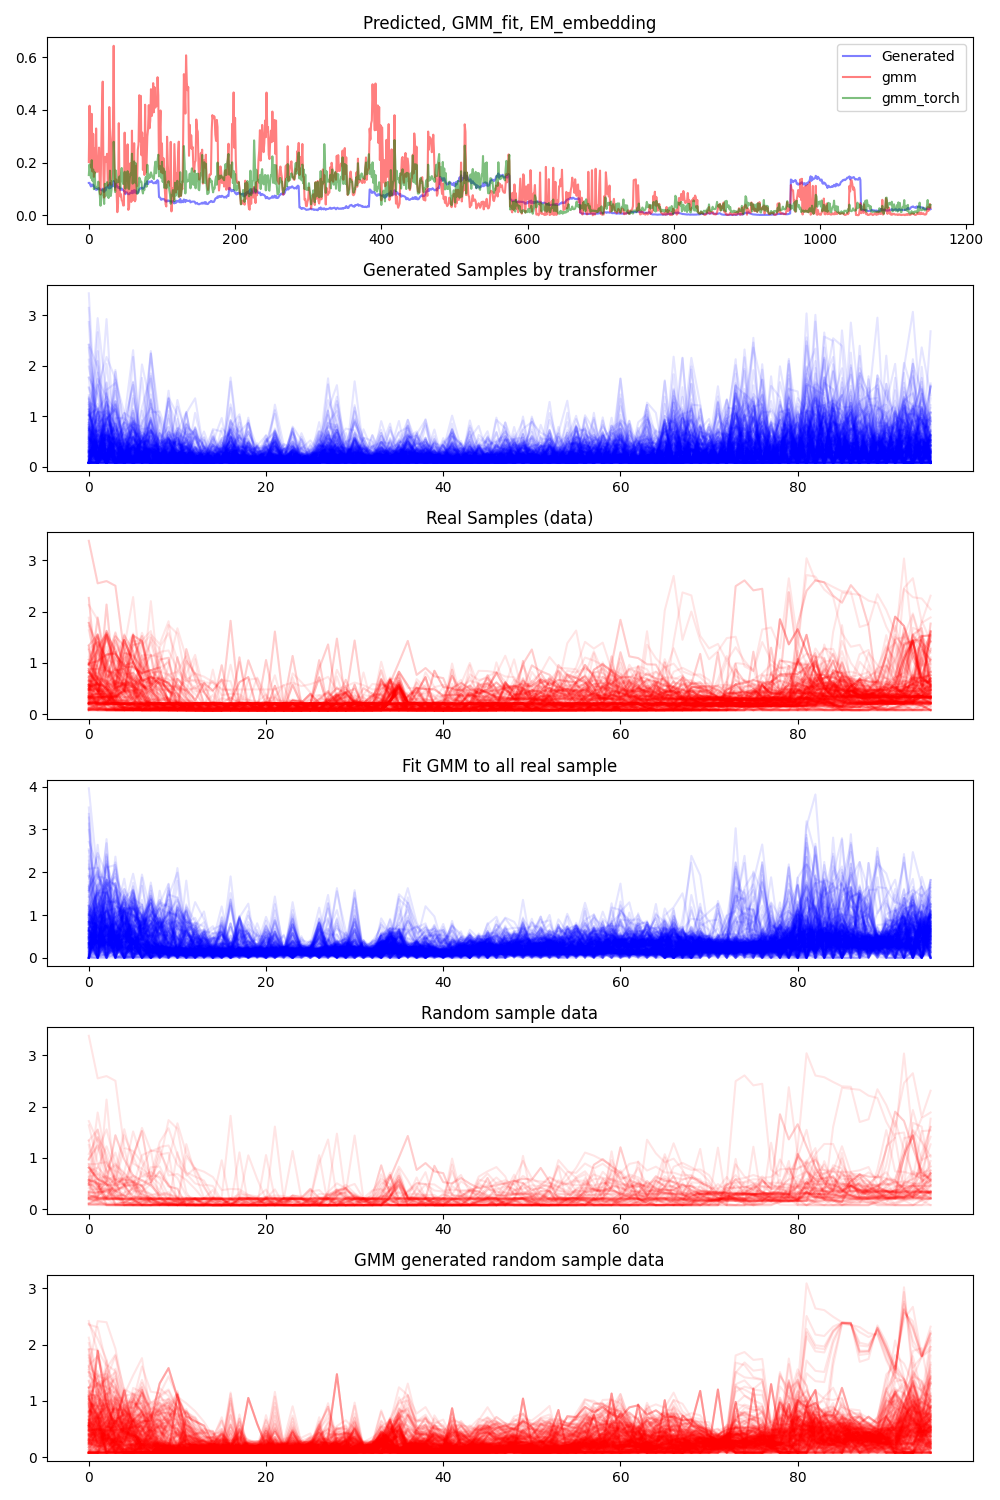 Predicted, GMM_fit, EM_embedding
0.6
0.4
0.2
0.0
Generated
gmm
gmm_torch
0 200 400 600 800 1000 1200
Generated Samples by transformer
3
2
1
0
0 20 40 60 80
Real Samples (data)
3
2
1
0
0 20 40 60 80
Fit GMM to all real sample
4
3
2
1
0
0 20 40 60 80
Random sample data
3
2
1
0
0 20 40 60 80
GMM generated random sample data
3
2
1
0
0 20 40 60 80